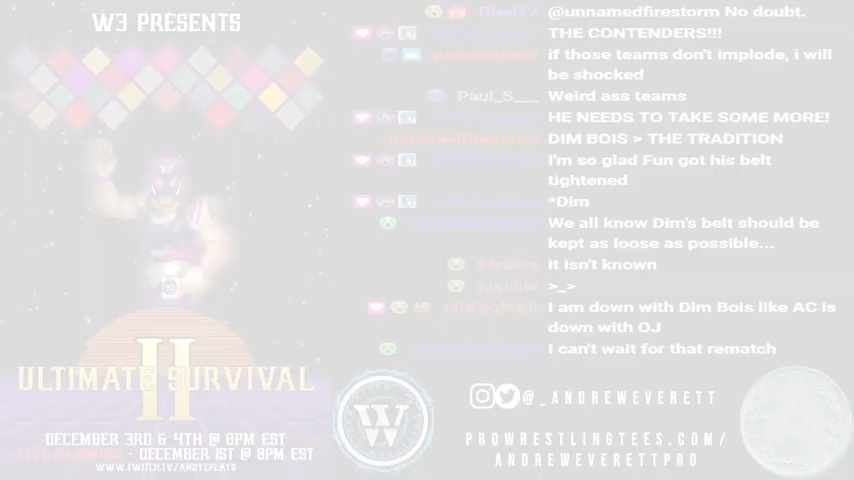 W3 PRESENTS
ULTIMATE SURVIVAL
II
DECEMBER 3RD & 4TH @ 8PM EST
- DECEMBER 1ST @ 8PM EST
WWW.TWITCH.TV/ANDYEPLAYS
@unnamedfirestorm No doubt.
THE CONTENDERS!!!
if those teams don't implode, i will
be shocked
Paul_S___ Weird ass teams
HE NEEDS TO TAKE SOME MORE!
DIM BOIS > THE TRADITION
I'm so glad Fun got his belt
tightened
*Dim
We all know Dim's belt should be
kept as loose as possible...
it isn't known
>_>
I am down with Dim Bois like AC is
down with OJ
I can't wait for that rematch
W
@_ANDREWEVERETT
PROWRESTLINGTEES.COM/
ANDREWEVERETTPRO